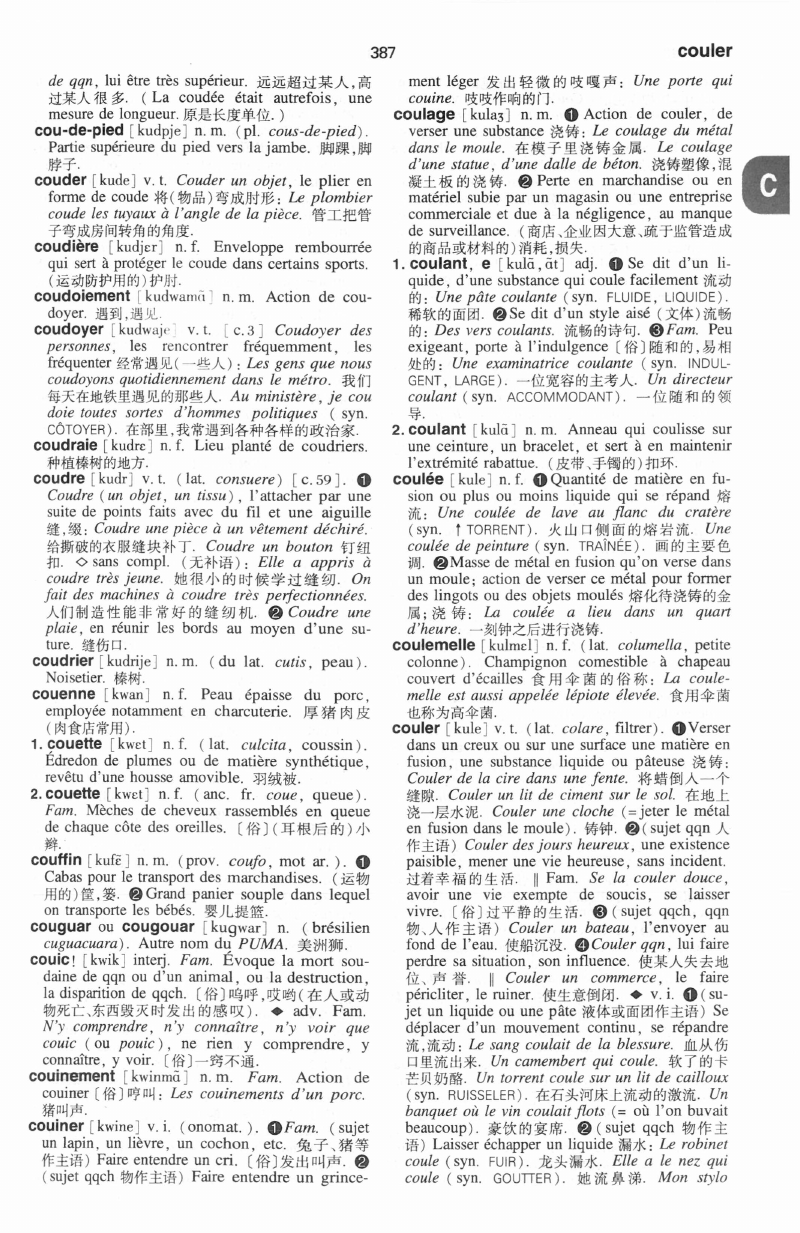 387
couler
de qqn, lui être très supérieur. 远远超过某人,高
过某人很多. (La coudée était autrefois, une
mesure de longueur. 原是长度单位.)
cou-de-pied [kudpje] n. m. (pl. cous-de-pied).
Partie supérieure du pied vers la jambe. 脚踝,脚
脖子.
couder [kude] v. t. Couder un objet, le plier en
forme de coude 将(物品)弯成肘形: Le plombier
coude les tuyaux à l'angle de la pièce. 管工把管
子弯成房间转角的角度.
coudière [kudjɛr] n. f. Enveloppe rembourrée
qui sert à protéger le coude dans certains sports.
(运动防护用的)护肘.
coudoiement [kudwamɑ̃] n. m. Action de cou-
doyer. 遇到,遇见.
coudoyer [kudwaje] v. t. [c.3] Coudoyer des
personnes, les rencontrer fréquemment, les
fréquenter 经常遇见(一些人): Les gens que nous
coudoyons quotidiennement dans le métro. 我们
每天在地铁里遇见的那些人. Au ministère, je cou
doie toutes sortes d'hommes politiques ( syn.
CÔTOYER). 在部里,我常遇到各种各样的政治家.
coudraie [kudrɛ] n. f. Lieu planté de coudriers.
种植榛树的地方.
coudre [kudr] v. t. (lat. consuere) [c.59]. ❶
Coudre (un objet, un tissu), l'attacher par une
suite de points faits avec du fil et une aiguille
缝,缀: Coudre une pièce à un vêtement déchiré.
给撕破的衣服缝块补丁. Coudre un bouton 钉纽
扣. ◇ sans compl. (无补语): Elle a appris à
coudre très jeune. 她很小的时候学过缝纫. On
fait des machines à coudre très perfectionnées.
人们制造性能非常好的缝纫机. ❷ Coudre une
plaie, en réunir les bords au moyen d'une su-
ture. 缝伤口.
coudrier [kudrije] n. m. (du lat. cutis, peau).
Noisetier. 榛树.
couenne [kwan] n. f. Peau épaisse du porc,
employée notamment en charcuterie. 厚猪肉皮
(肉食店常用).
1. couette [kwɛt] n. f. (lat. culcita, coussin).
Édredon de plumes ou de matière synthétique,
revêtu d'une housse amovible. 羽绒被.
2. couette [kwɛt] n. f. (anc. fr. coue, queue).
Fam. Mèches de cheveux rassemblés en queue
de chaque côte des oreilles. 〔俗〕(耳根后的)小
辫.
couffin [kufɛ̃] n. m. (prov. coufo, mot ar. ). ❶
Cabas pour le transport des marchandises. (运物
用的)筐,篓. ❷ Grand panier souple dans lequel
on transporte les bébés. 婴儿提篮.
couguar ou cougouar [kugwar] n. (brésilien
cuguacuara). Autre nom du PUMA. 美洲狮.
couic! [kwik] interj. Fam. Évoque la mort sou-
daine de qqn ou d'un animal, ou la destruction,
la disparition de qqch. 〔俗〕呜呼,哎哟(在人或动
物死亡、东西毁灭时发出的感叹). ◆ adv. Fam.
N'y comprendre, n'y connaître, n'y voir que
couic (ou pouic), ne rien y comprendre, y
connaître, y voir. 〔俗〕一窍不通.
couinement [kwinmɑ̃] n. m. Fam. Action de
couiner〔俗〕哼叫: Les couinements d'un porc.
猪叫声.
couiner [kwine] v. i. (onomat.). ❶ Fam. (sujet
un lapin, un lièvre, un cochon, etc. 兔子、猪等
作主语) Faire entendre un cri. 〔俗〕发出叫声. ❷
(sujet qqch 物作主语) Faire entendre un grince-
ment léger 发出轻微的吱嘎声: Une porte qui
couine. 吱吱作响的门.
coulage [kulaʒ] n. m. ❶ Action de couler, de
verser une substance 浇铸: Le coulage du métal
dans le moule. 在模子里浇铸金属. Le coulage
d'une statue, d'une dalle de béton. 浇铸塑像,混
凝土板的浇铸. ❷ Perte en marchandise ou en
matériel subie par un magasin ou une entreprise
commerciale et due à la négligence, au manque
de surveillance. (商店、企业因大意、疏于监管造成
的商品或材料的)消耗,损失.
C
1. coulant, e [kulɑ̃,ɑ̃t] adj. ❶ Se dit d'un li-
quide, d'une substance qui coule facilement 流动
的: Une pâte coulante (syn. FLUIDE, LIQUIDE).
稀软的面团. ❷ Se dit d'un style aisé (文体)流畅
的: Des vers coulants. 流畅的诗句. ❸ Fam. Peu
exigeant, porte à l'indulgence〔俗〕随和的,易相
处的: Une examinatrice coulante ( syn. INDUL-
GENT, LARGE). 一位宽容的主考人. Un directeur
coulant (syn. ACCOMMODANT). 一位随和的领
导.
2. coulant [kulɑ̃] n. m. Anneau qui coulisse sur
une ceinture, un bracelet, et sert à en maintenir
l'extrémité rabattue. (皮带、手镯的)扣环.
coulée [kule] n. f. ❶ Quantité de matière en fu-
sion ou plus ou moins liquide qui se répand 熔
流: Une coulée de lave au flanc du cratère
(syn. ↑ TORRENT). 火山口侧面的熔岩流. Une
coulée de peinture (syn. TRAÎNÉE). 画的主要色
调. ❷ Masse de métal en fusion qu'on verse dans
un moule; action de verser ce métal pour former
des lingots ou des objets moulés 熔化待浇铸的金
属;浇铸: La coulée a lieu dans un quart
d'heure. 一刻钟之后进行浇铸.
coulemelle [kulmɛl] n. f. (lat. columella, petite
colonne). Champignon comestible à chapeau
couvert d'écailles 食用伞菌的俗称: La coule-
melle est aussi appelée lépiote élevée. 食用伞菌
也称为高伞菌.
couler [kule] v. t. (lat. colare, filtrer). ❶ Verser
dans un creux ou sur une surface une matière en
fusion, une substance liquide ou pâteuse 浇铸:
Couler de la cire dans une fente. 将蜡倒人一个
缝隙. Couler un lit de ciment sur le sol. 在地上
浇一层水泥. Couler une cloche (= jeter le métal
en fusion dans le moule). 铸钟. ❷ (sujet qqn 人
作主语) Couler des jours heureux, une existence
paisible, mener une vie heureuse, sans incident.
过着幸福的生活. ‖ Fam. Se la couler douce,
avoir une vie exempte de soucis, se laisser
vivre. 〔俗〕过平静的生活. ❸ (sujet qqch, qqn
物、人作主语) Couler un bateau, l'envoyer au
fond de l'eau. 使船沉没. ❹ Couler qqn, lui faire
perdre sa situation, son influence. 使某人失去地
位、声誉. ‖ Couler un commerce, le faire
péricliter, le ruiner. 使生意倒闭. ◆ v. i. ❶ (su-
jet un liquide ou une pâte 液体或面团作主语) Se
déplacer d'un mouvement continu, se répandre
流,流动: Le sang coulait de la blessure. 血从伤
口里流出来. Un camembert qui coule. 软了的卡
芒贝奶酪. Un torrent coule sur un lit de cailloux
(syn. RUISSELER). 在石头河床上流动的激流. Un
banquet où le vin coulait flots (= où l'on buvait
beaucoup). 豪饮的宴席. ❷ (sujet qqch 物作主
语) Laisser échapper un liquide 漏水: Le robinet
coule (syn. FUIR). 龙头漏水. Elle a le nez qui
coule (syn. GOUTTER). 她流鼻涕. Mon stylo